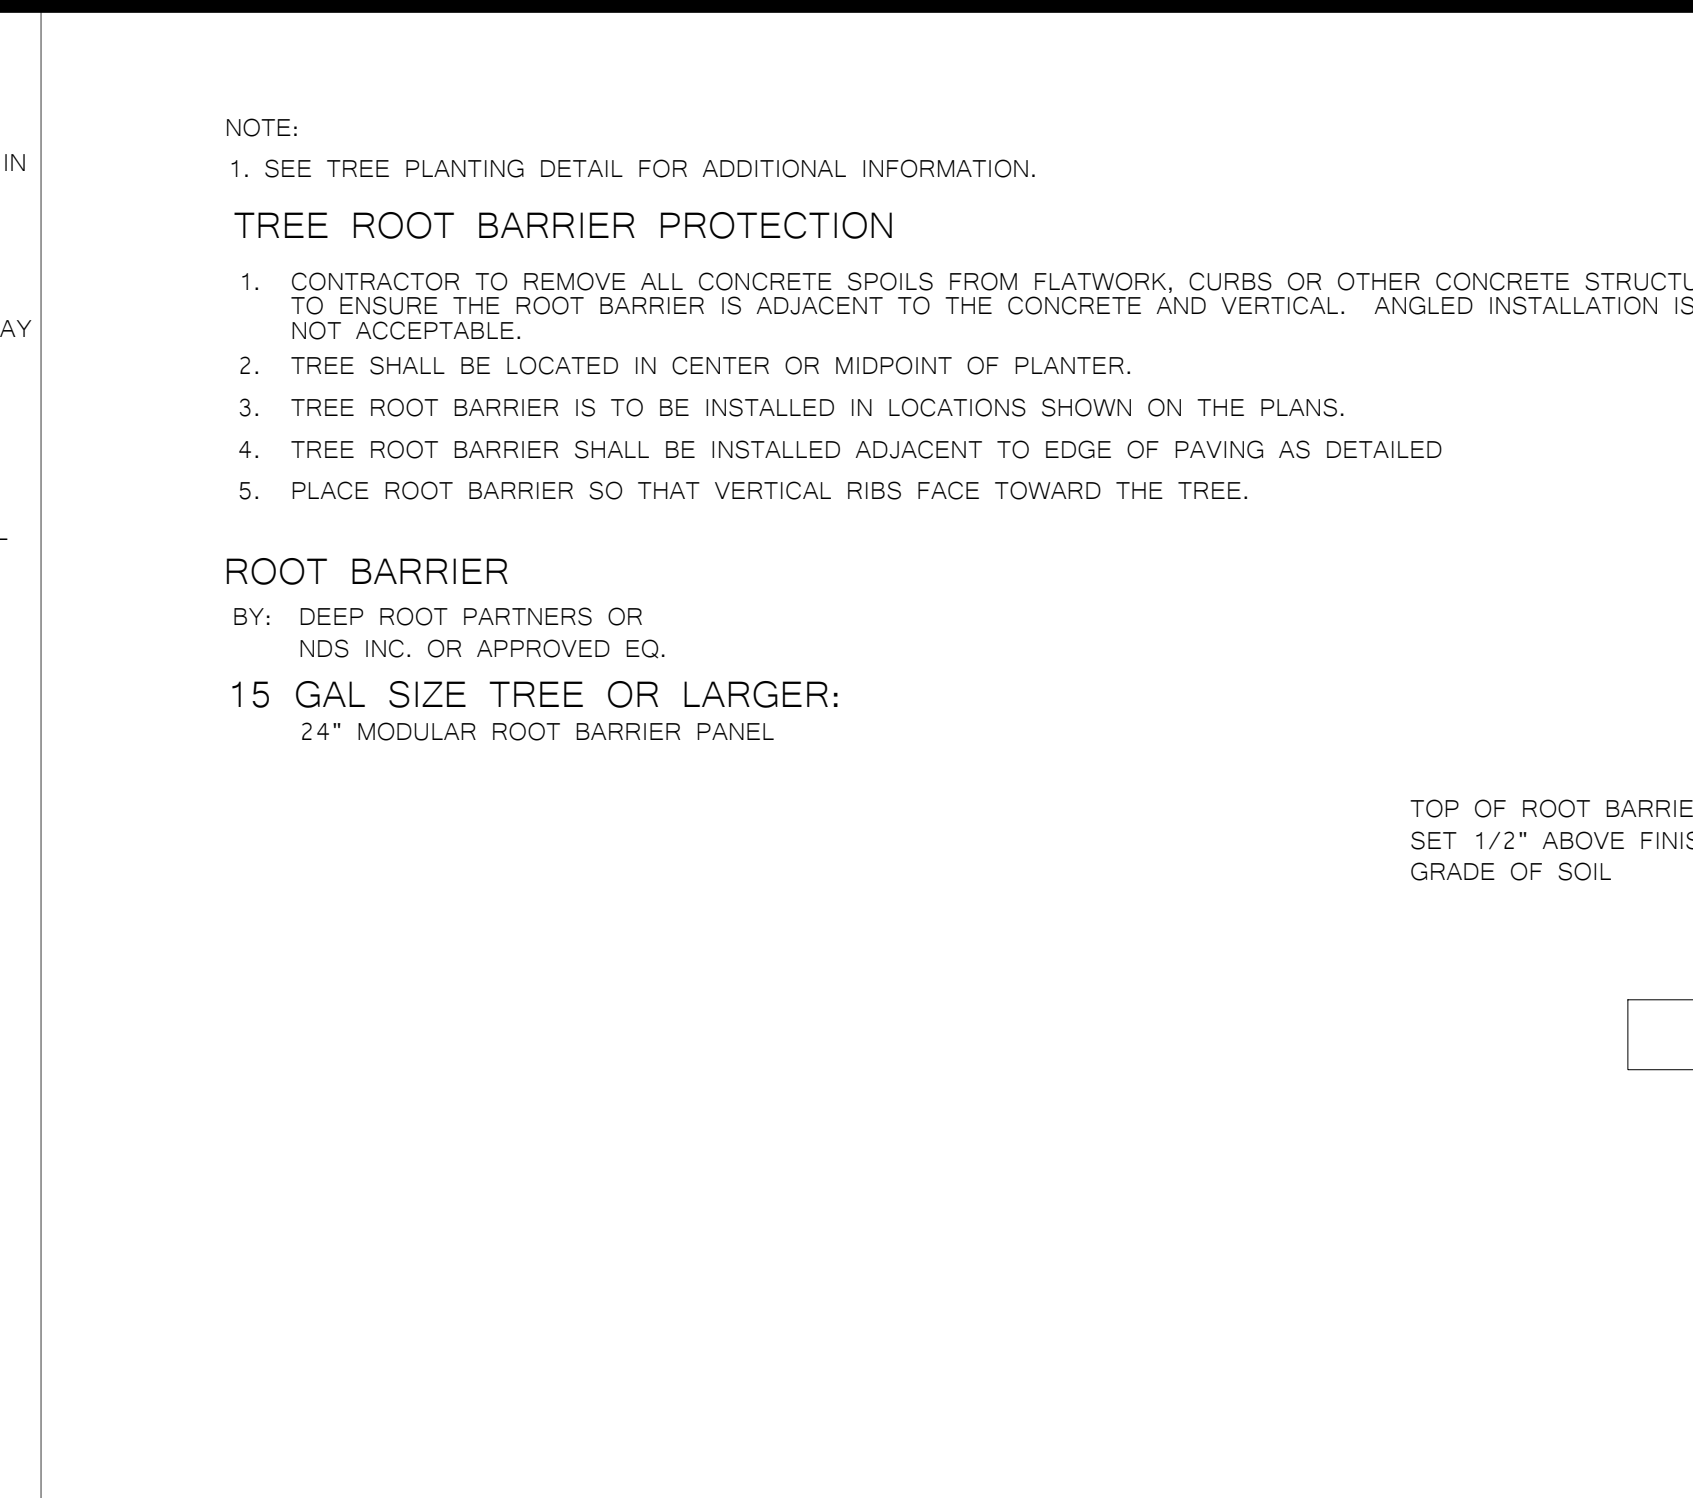 IN
AY
NOTE:
1. SEE TREE PLANTING DETAIL FOR ADDITIONAL INFORMATION.
TREE ROOT BARRIER PROTECTION
1. CONTRACTOR TO REMOVE ALL CONCRETE SPOILS FROM FLATWORK, CURBS OR OTHER CONCRETE STRUCTU
TO ENSURE THE ROOT BARRIER IS ADJACENT TO THE CONCRETE AND VERTICAL. ANGLED INSTALLATION IS
NOT ACCEPTABLE.
2. TREE SHALL BE LOCATED IN CENTER OR MIDPOINT OF PLANTER.
3. TREE ROOT BARRIER IS TO BE INSTALLED IN LOCATIONS SHOWN ON THE PLANS.
4. TREE ROOT BARRIER SHALL BE INSTALLED ADJACENT TO EDGE OF PAVING AS DETAILED
5. PLACE ROOT BARRIER SO THAT VERTICAL RIBS FACE TOWARD THE TREE.
ROOT BARRIER
BY: DEEP ROOT PARTNERS OR
NDS INC. OR APPROVED EQ.
15 GAL SIZE TREE OR LARGER:
24" MODULAR ROOT BARRIER PANEL
TOP OF ROOT BARRIE
SET 1/2" ABOVE FINIS
GRADE OF SOIL